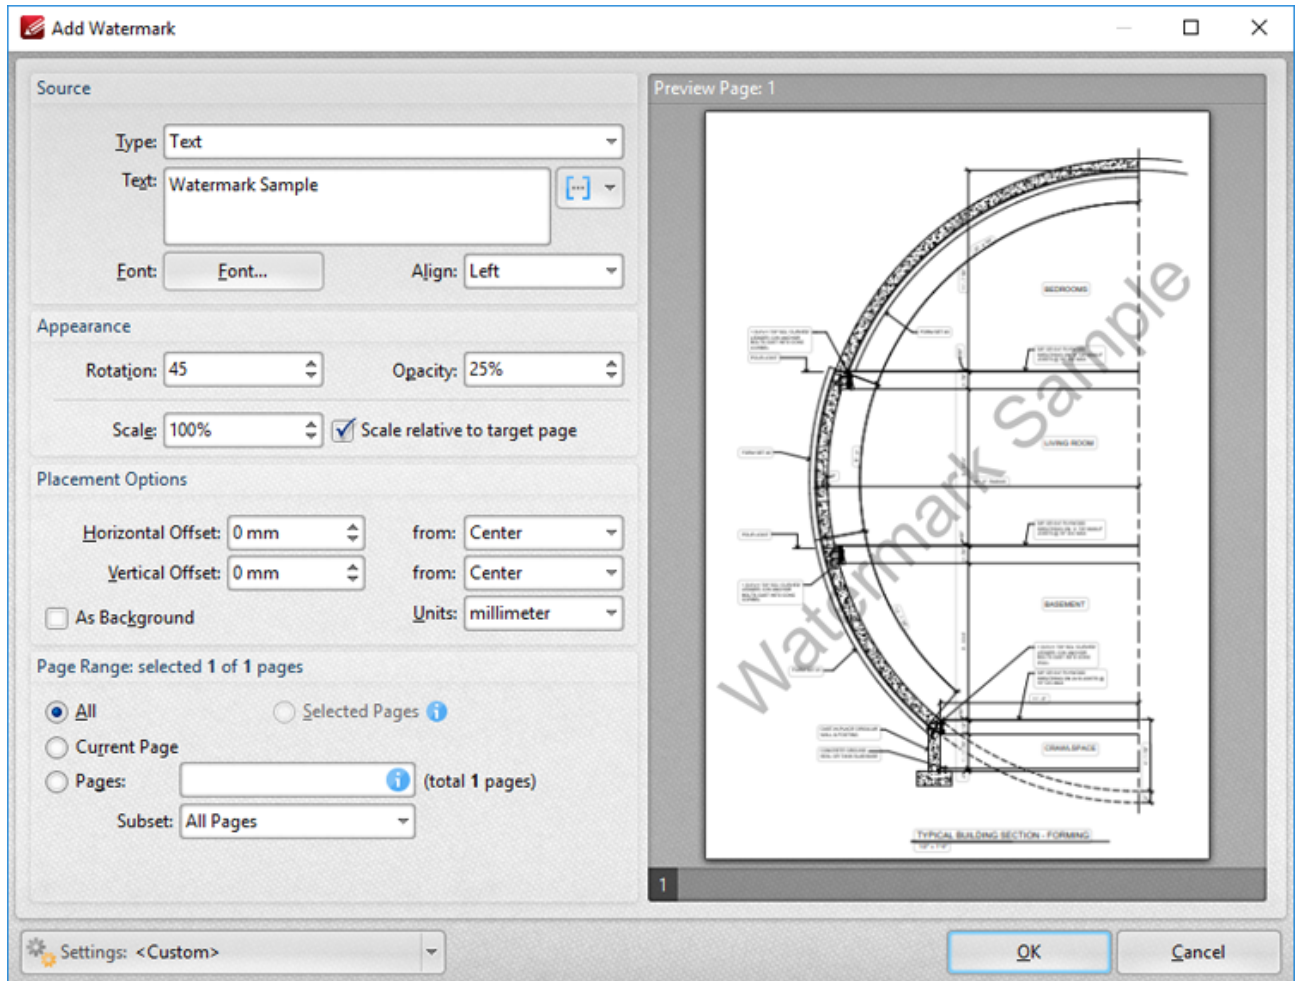 Add Watermark
Source
Type: Text
Text: Watermark Sample
Font: Font... Align: Left
Appearance
Rotation: 45 Opacity: 25%
Scale: 100% Scale relative to target page
Placement Options
Horizontal Offset: 0 mm from: Center
Vertical Offset: 0 mm from: Center
As Background Units: millimeter
Page Range: selected 1 of 1 pages
All Selected Pages
Current Page
Pages: (total 1 pages)
Subset: All Pages
Preview Page: 1
BEDROOMS
LIVING ROOM
BASEMENT
CRAWLSPACE
Watermark Sample
TYPICAL BUILDING SECTION - FORMING
1
Settings: <Custom>
OK Cancel